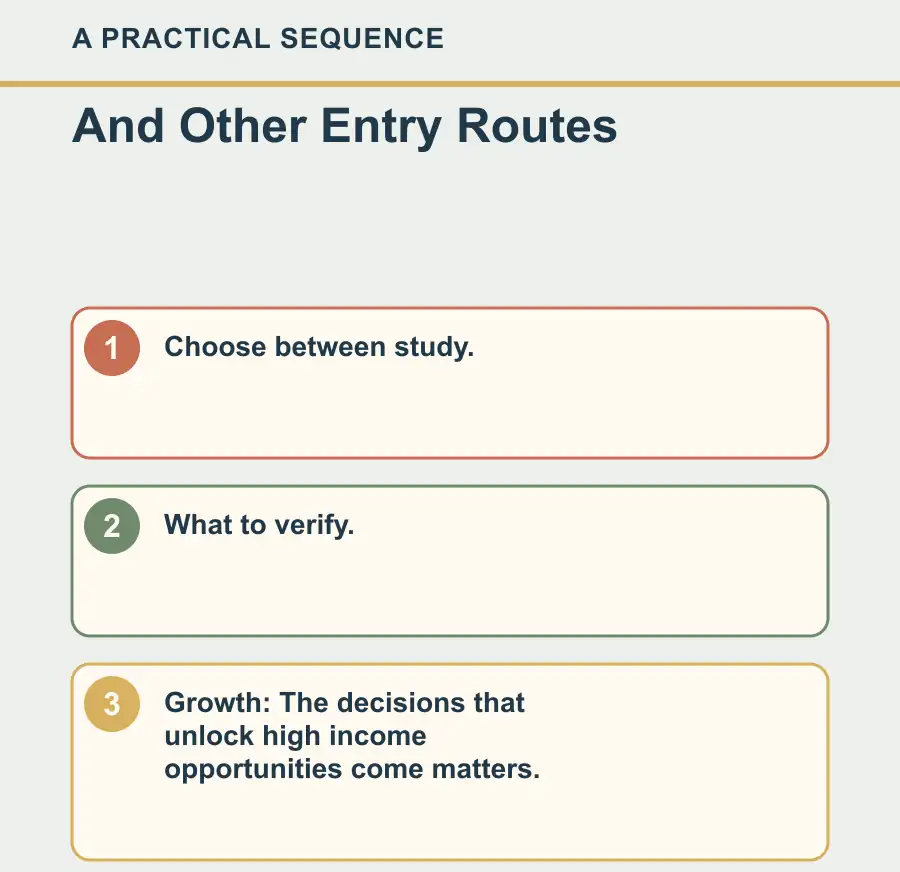 A PRACTICAL SEQUENCE
And Other Entry Routes
1
Choose between study.
2
What to verify.
3
Growth: The decisions that
unlock high income
opportunities come matters.